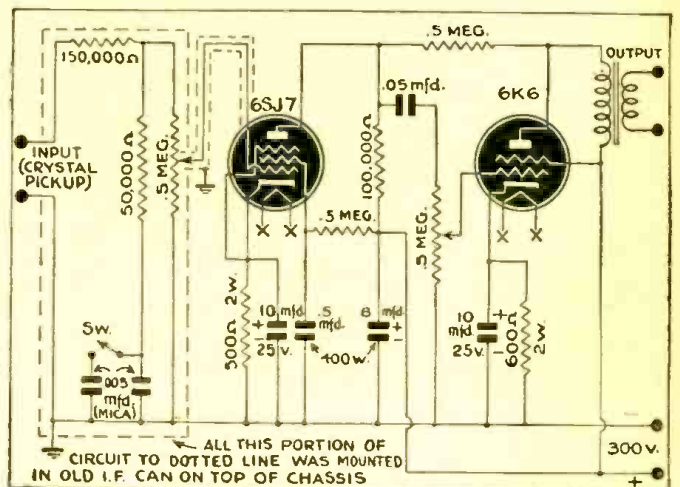 .5 MEG.
150,000Ω
OUTPUT
6SJ7
.05 mfd.
6K6
INPUT
(CRYSTAL
PICKUP)
50,000Ω
.5 MEG.
100,000Ω
.5 MEG.
.5 MEG.
X X
X X
SW.
.005
mfd.
(MICA)
500Ω 2W.
10 mfd.
+
-
25 V.
.5
mfd.
8 mfd.
+
-
400W.
10
mfd.
25V.
+
-
600Ω
2W.
-
300V.
+
ALL THIS PORTION OF
CIRCUIT TO DOTTED LINE WAS MOUNTED
IN OLD I.F. CAN ON TOP OF CHASSIS